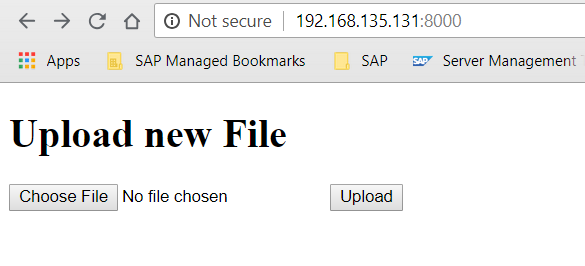 Not secure | 192.168.135.131:8000
Apps SAP Managed Bookmarks SAP SAP Server Management
Upload new File
Choose File No file chosen Upload